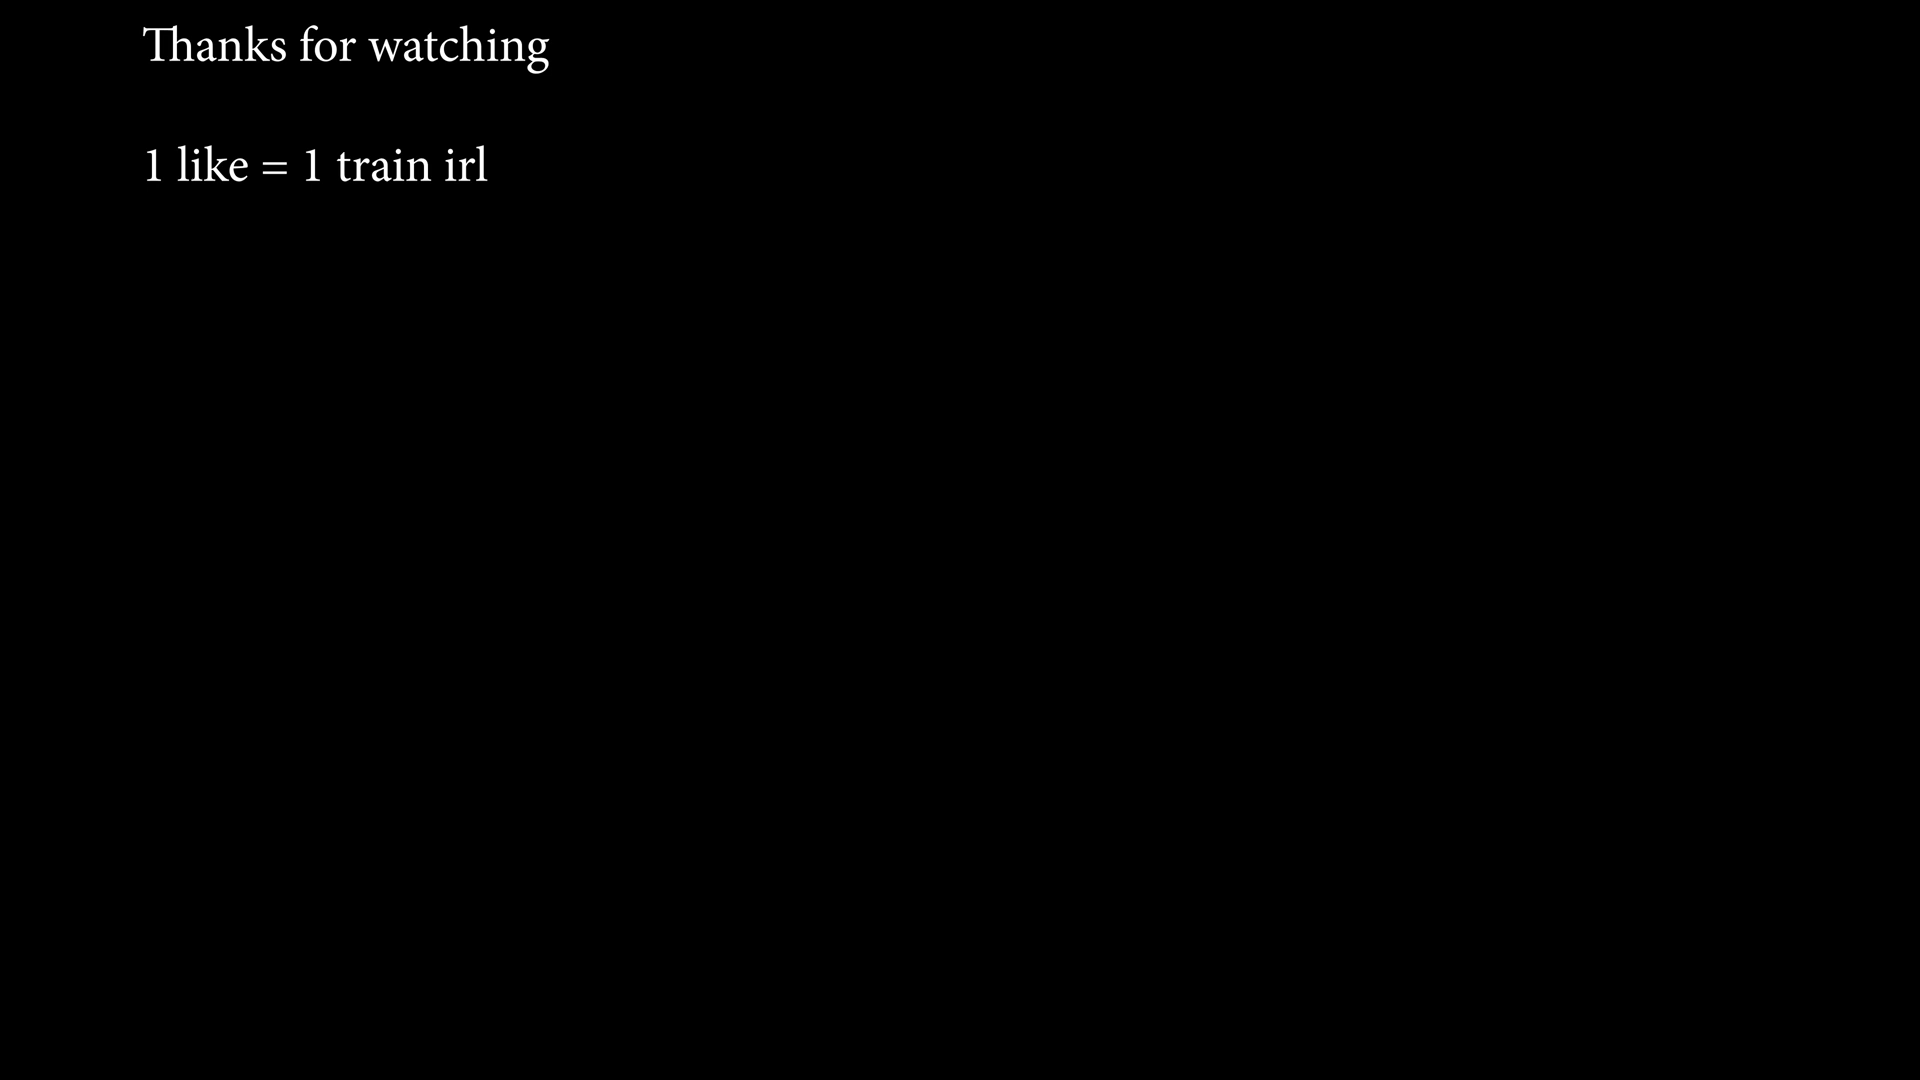 Thanks for watching
1 like = 1 train irl